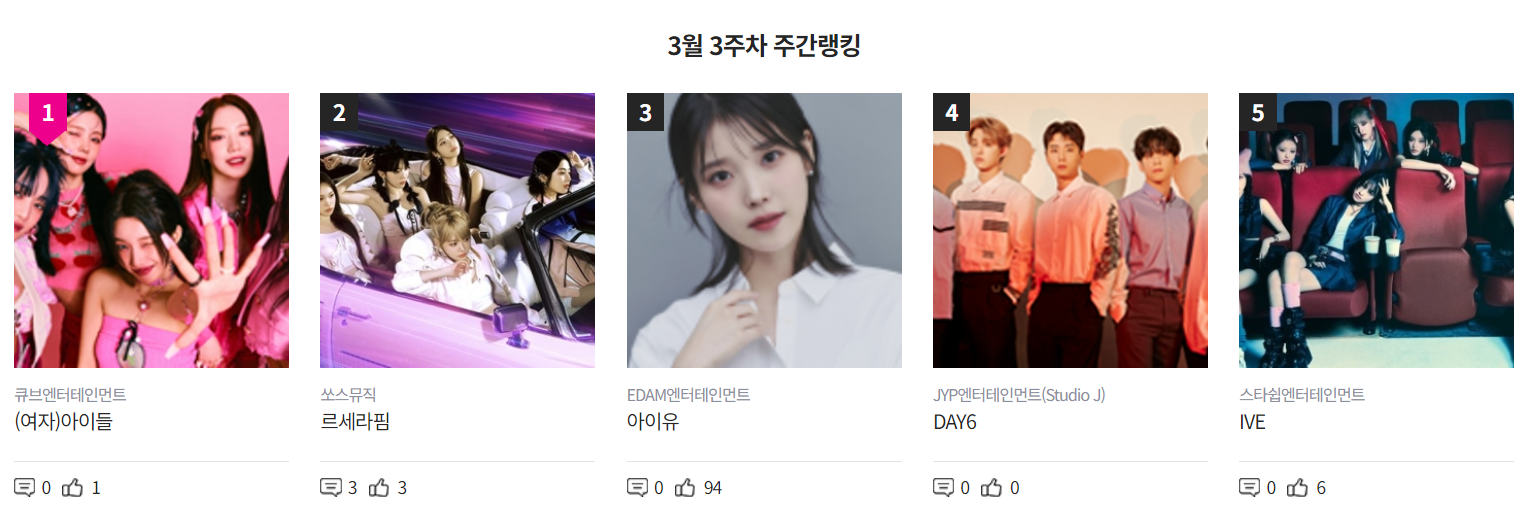 3월 3주차 주간랭킹
1
2
3
4
5
큐브엔터테인먼트
쏘스뮤직
EDAM엔터테인먼트
JYP엔터테인먼트(Studio J)
스타쉽엔터테인먼트
(여자)아이들
르세라핌
아이유
DAY6
IVE
0 1
3 3
0 94
0 0
0 6